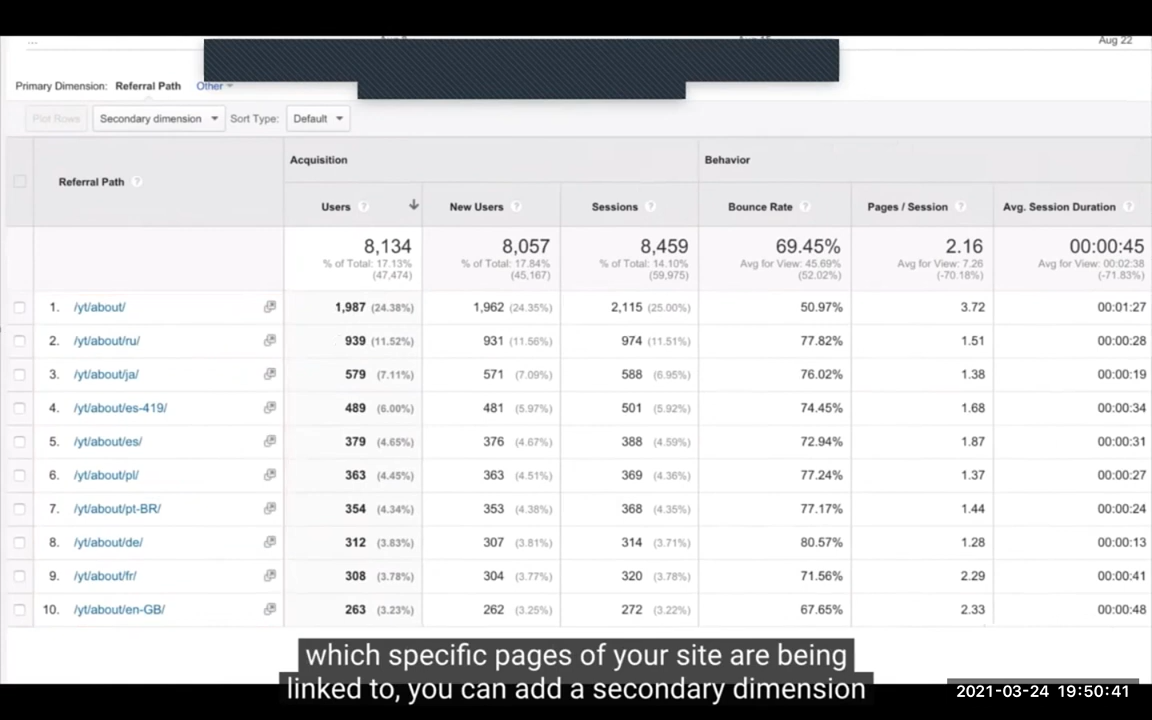 ...
Aug 22
Primary Dimension: Referral Path Other
Plot Rows Secondary dimension Sort Type: Default
Acquisition Behavior
Referral Path ? Users ? New Users ? Sessions ? Bounce Rate ? Pages / Session ? Avg. Session Duration ?
8,134 8,057 8,459 69.45% 2.16 00:00:45
% of Total: 17.13% % of Total: 17.84% % of Total: 14.10% Avg for View: 45.69% Avg for View: 7.26 Avg for View: 00:02:38
(47,474) (45,167) (59,975) (52.02%) (-70.18%) (-71.83%)
1. /yt/about/ 1,987 (24.38%) 1,962 (24.35%) 2,115 (25.00%) 50.97% 3.72 00:01:27
2. /yt/about/ru/ 939 (11.52%) 931 (11.56%) 974 (11.51%) 77.82% 1.51 00:00:28
3. /yt/about/ja/ 579 (7.11%) 571 (7.09%) 588 (6.95%) 76.02% 1.38 00:00:19
4. /yt/about/es-419/ 489 (6.00%) 481 (5.97%) 501 (5.92%) 74.45% 1.68 00:00:34
5. /yt/about/es/ 379 (4.65%) 376 (4.67%) 388 (4.59%) 72.94% 1.87 00:00:31
6. /yt/about/pl/ 363 (4.45%) 363 (4.51%) 369 (4.36%) 77.24% 1.37 00:00:27
7. /yt/about/pt-BR/ 354 (4.34%) 353 (4.38%) 368 (4.35%) 77.17% 1.44 00:00:24
8. /yt/about/de/ 312 (3.83%) 307 (3.81%) 314 (3.71%) 80.57% 1.28 00:00:13
9. /yt/about/fr/ 308 (3.78%) 304 (3.77%) 320 (3.78%) 71.56% 2.29 00:00:41
10. /yt/about/en-GB/ 263 (3.23%) 262 (3.25%) 272 (3.22%) 67.65% 2.33 00:00:48
which specific pages of your site are being
linked to, you can add a secondary dimension
2021-03-24 19:50:41